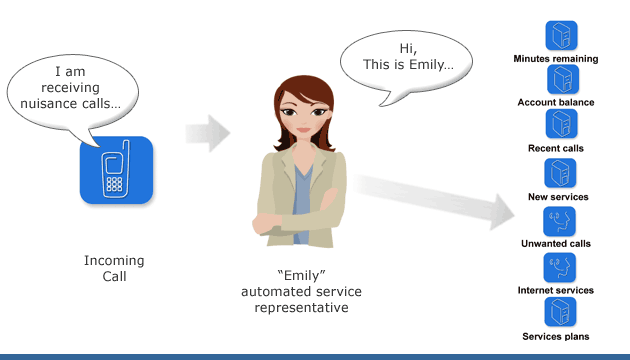 I am
receiving
nuisance calls…
Incoming
Call
Hi,
This is Emily…
“Emily”
automated service
representative
Minutes remaining
Account balance
Recent calls
New services
Unwanted calls
Internet services
Services plans